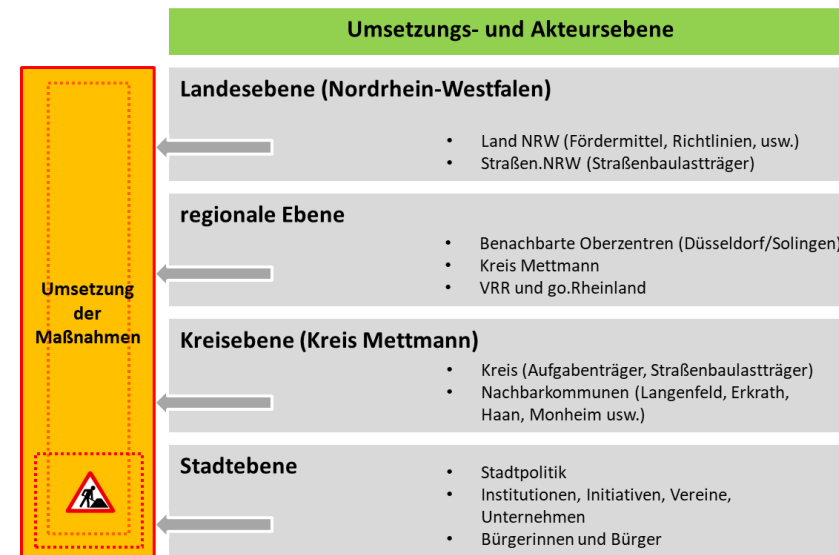 Umsetzungs- und Akteursebene
Umsetzung
der
Maßnahmen
Landesebene (Nordrhein-Westfalen)
• Land NRW (Fördermittel, Richtlinien, usw.)
• Straßen.NRW (Straßenbaulastträger)
regionale Ebene
• Benachbarte Oberzentren (Düsseldorf/Solingen)
• Kreis Mettmann
• VRR und go.Rheinland
Kreisebene (Kreis Mettmann)
• Kreis (Aufgabenträger, Straßenbaulastträger)
• Nachbarkommunen (Langenfeld, Erkrath,
Haan, Monheim usw.)
Stadtebene
• Stadtpolitik
• Institutionen, Initiativen, Vereine,
Unternehmen
• Bürgerinnen und Bürger